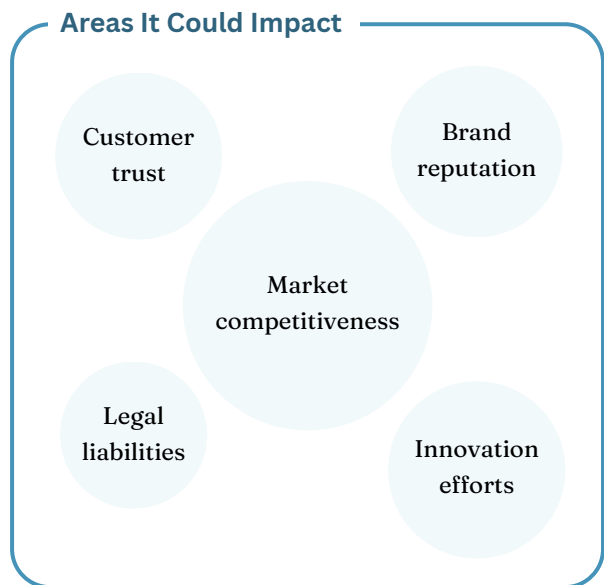 Areas It Could Impact
Customer
trust
Brand
reputation
Market
competitiveness
Legal
liabilities
Innovation
efforts